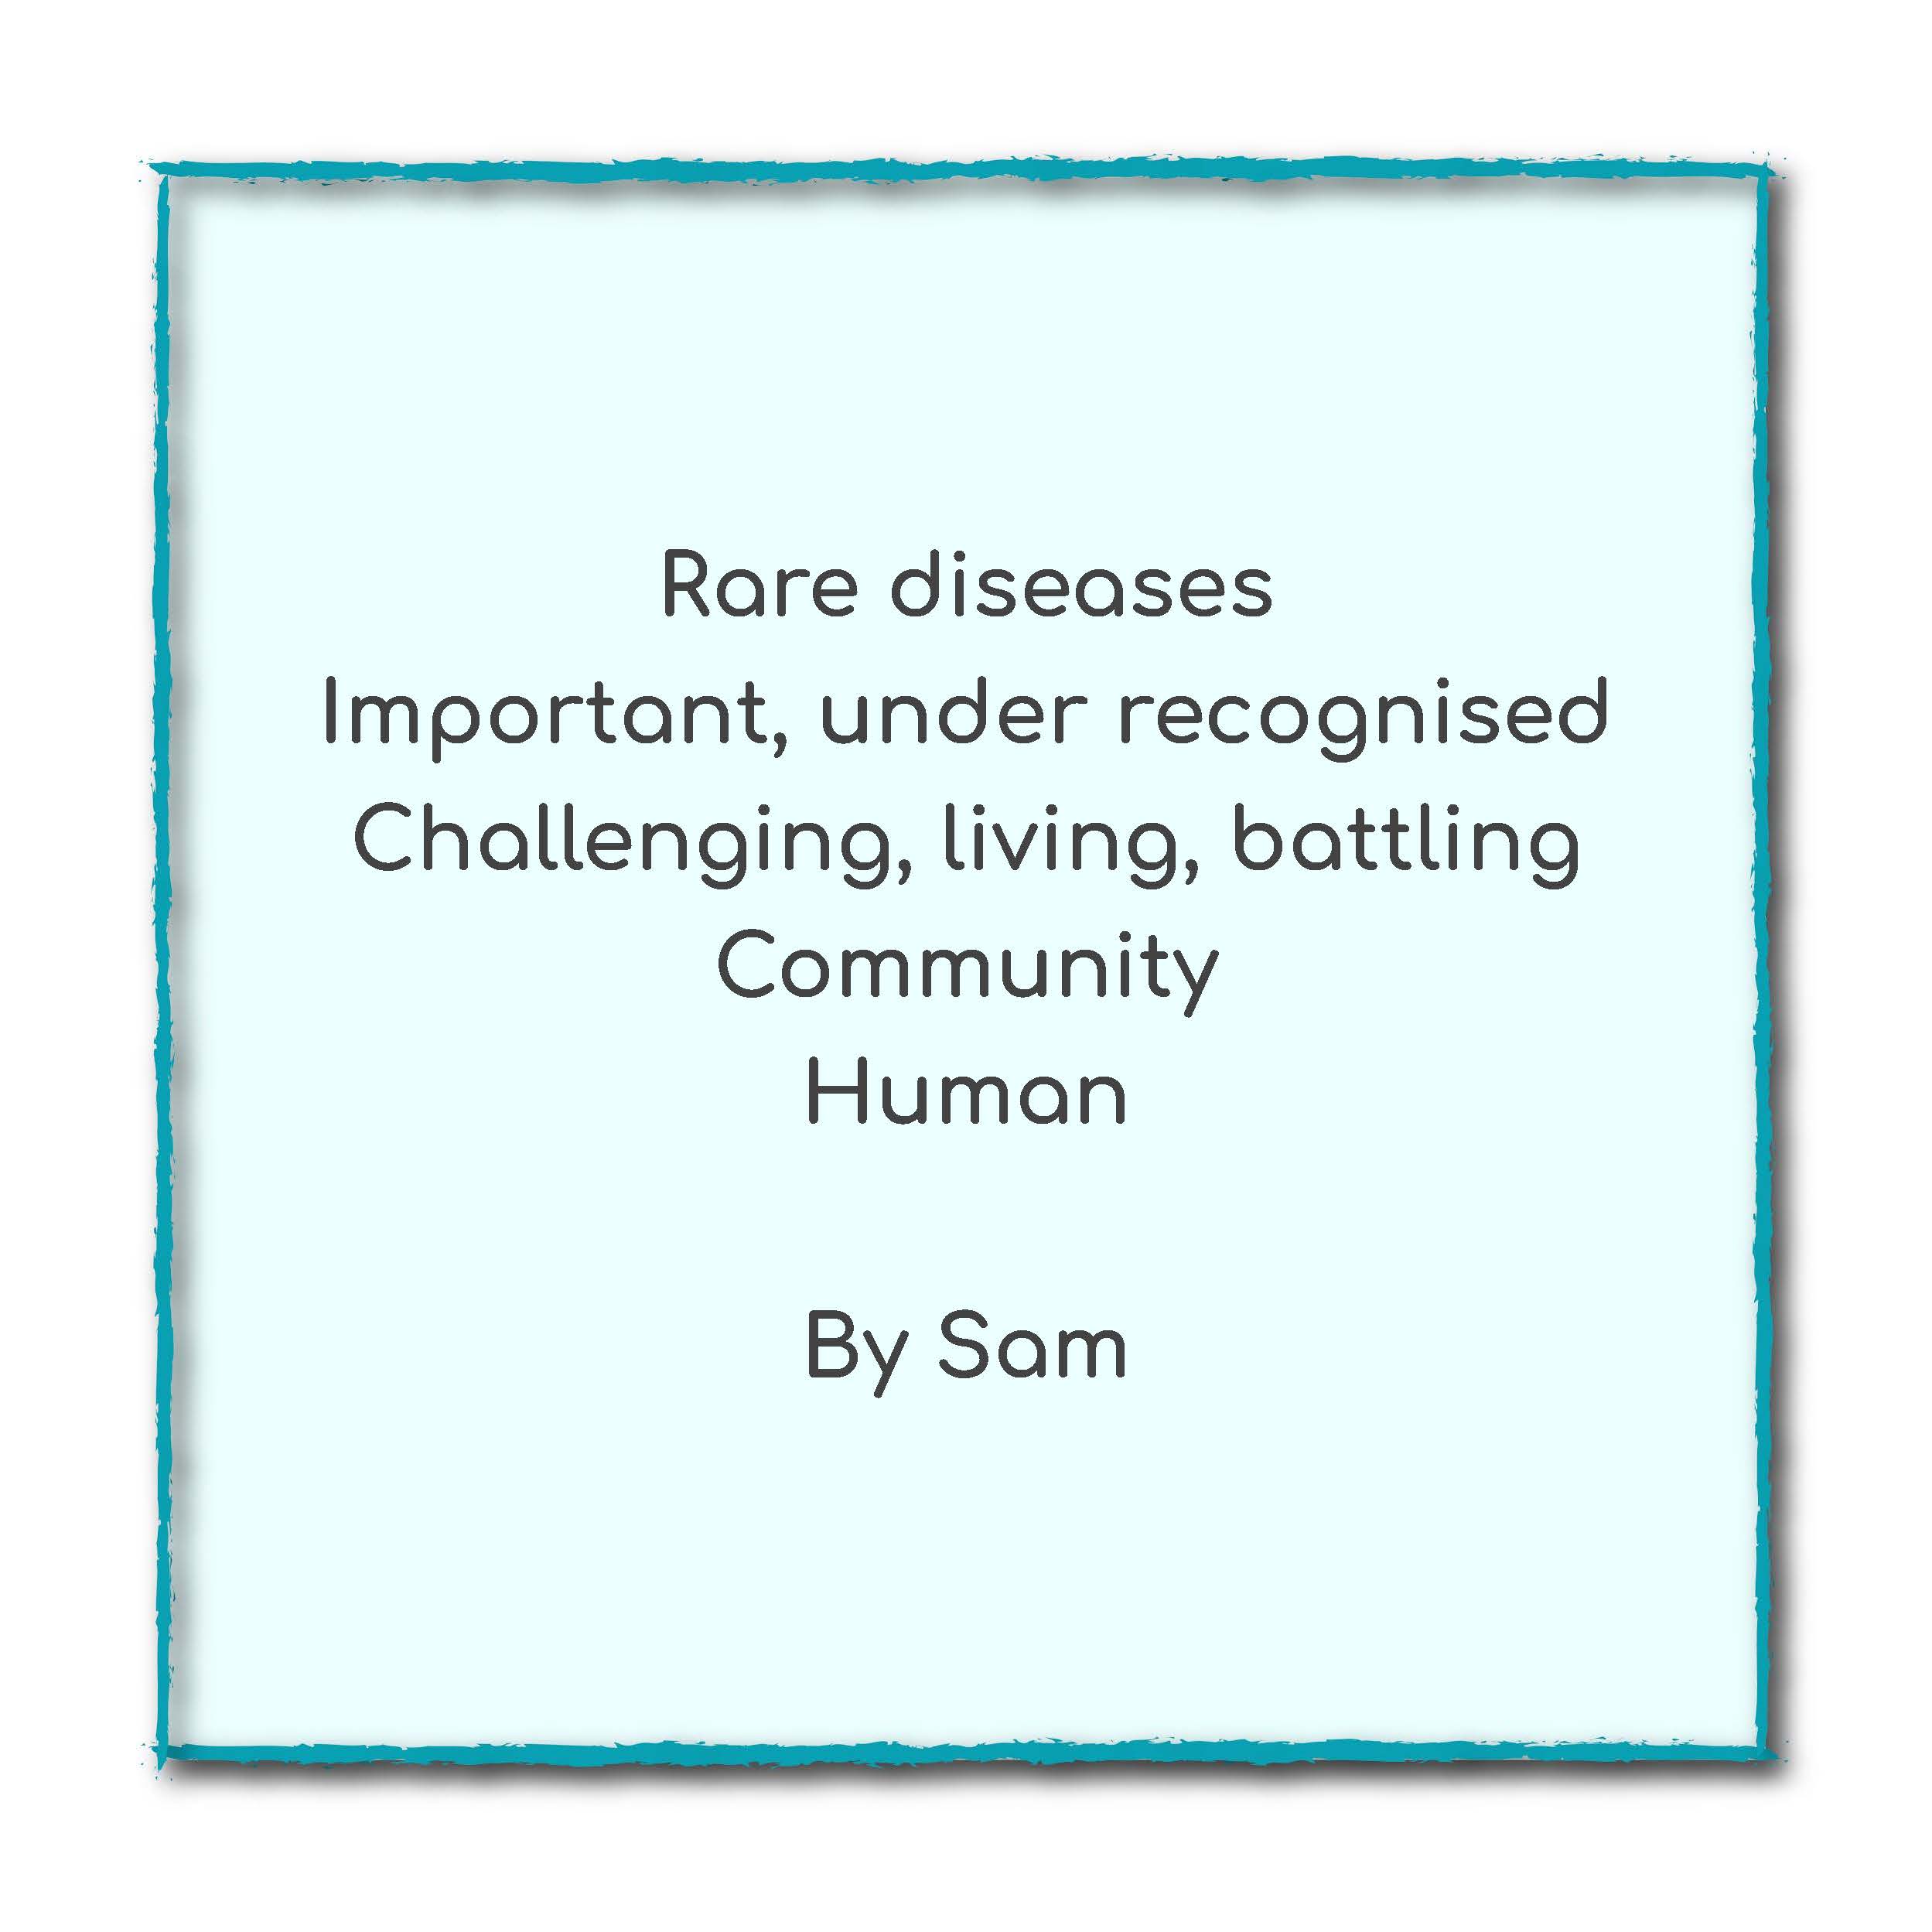 Rare diseases
Important, under recognised
Challenging, living, battling
Community
Human
By Sam